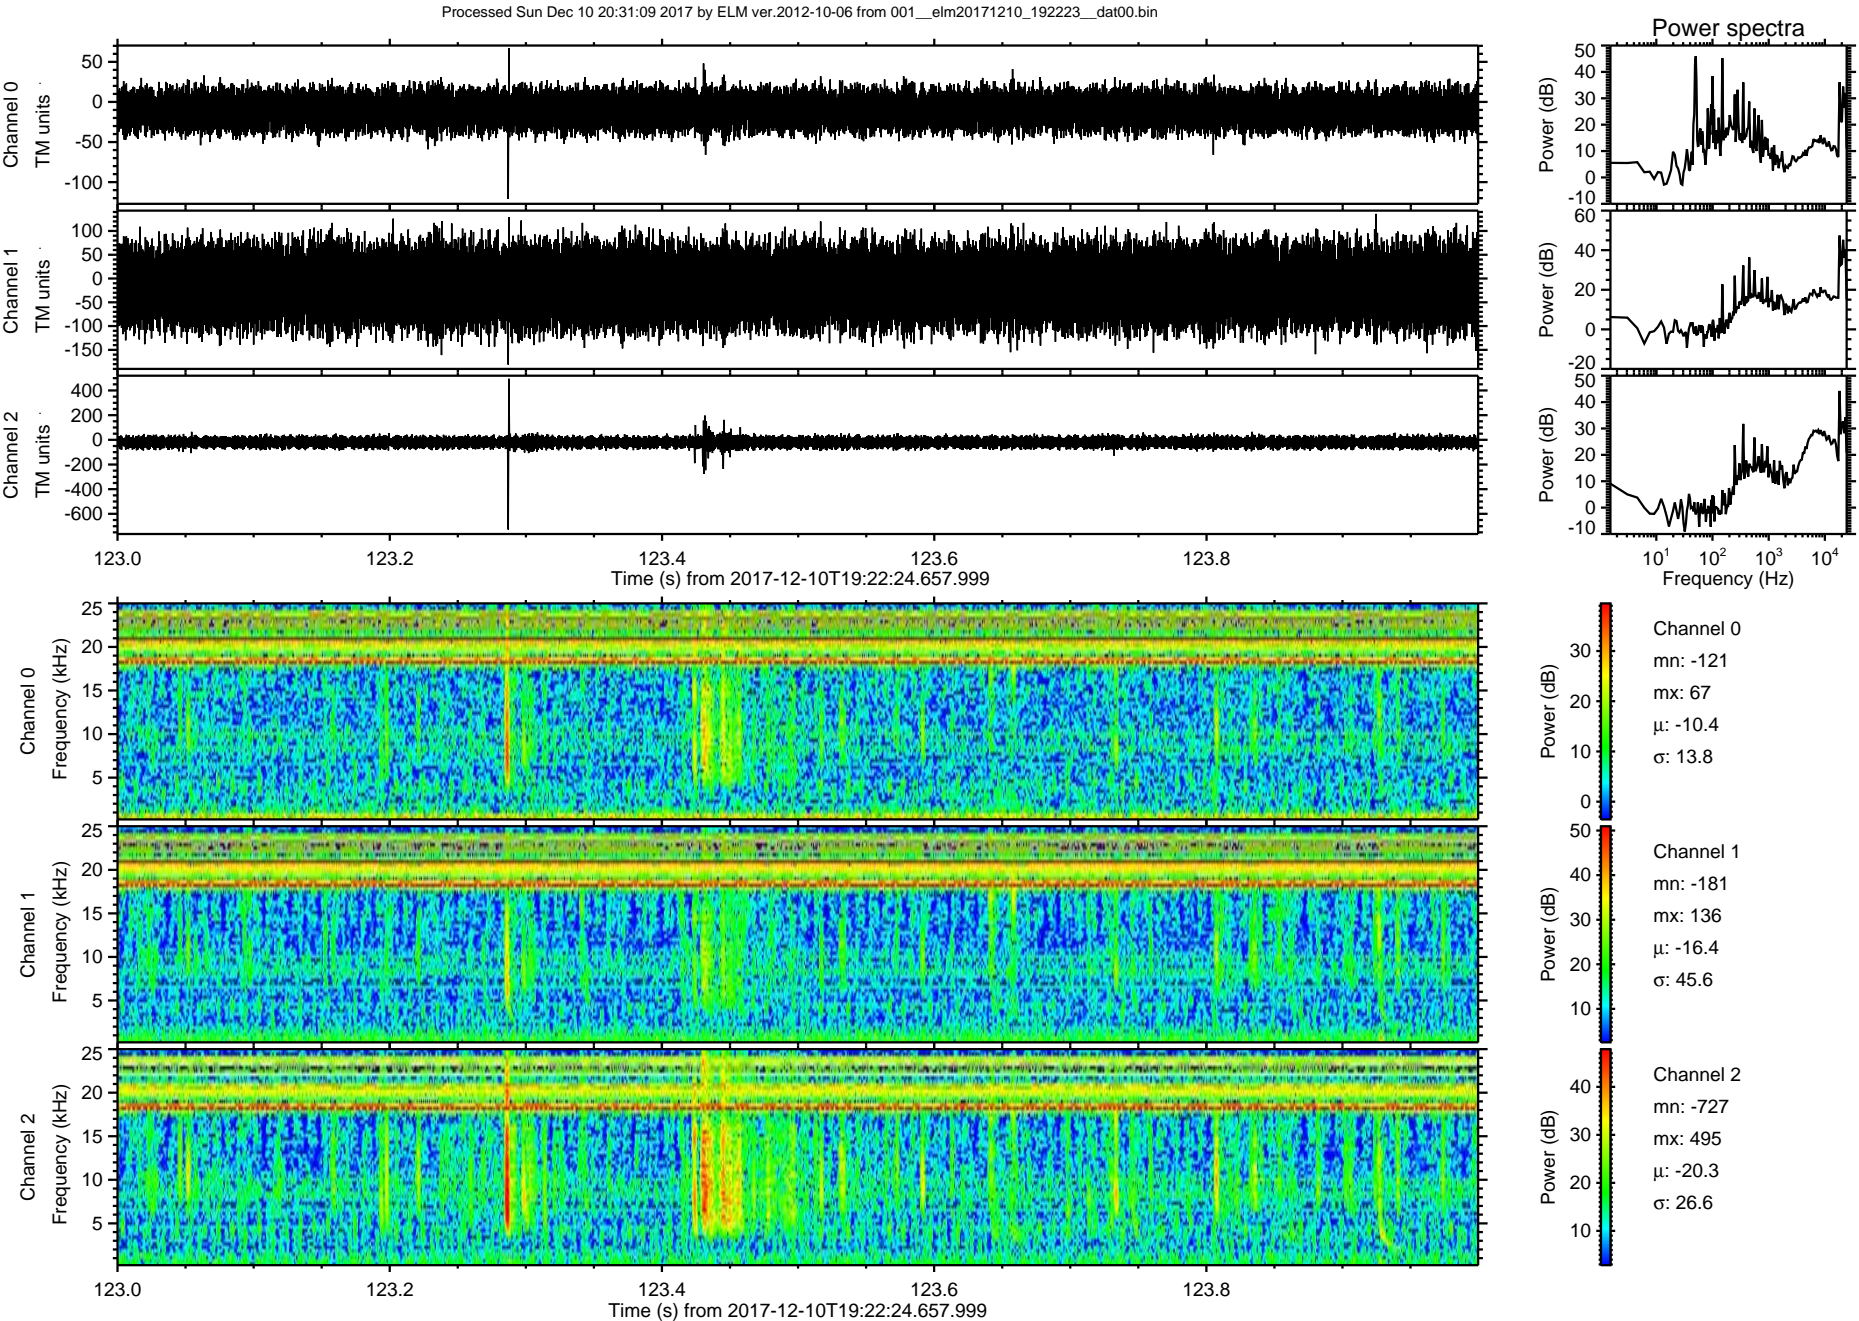 Processed Sun Dec 10 20:31:09 2017 by ELM ver.2012-10-06 from 001__elm20171210_192223__dat00.bin
Power spectra
Channel 0
TM units
50
0
-50
-100
Power (dB)
50
40
30
20
10
0
-10
Channel 1
TM units
100
50
0
-50
-100
-150
Power (dB)
60
40
20
0
-20
Channel 2
TM units
400
200
0
-200
-400
-600
Power (dB)
50
40
30
20
10
0
-10
123.0 123.2 123.4 123.6 123.8
Time (s) from 2017-12-10T19:22:24.657.999
10¹ 10² 10³ 10⁴
Frequency (Hz)
Channel 0
Frequency (kHz)
25
20
15
10
5
Power (dB)
30
20
10
0
Channel 0
mn: -121
mx: 67
μ: -10.4
σ: 13.8
Channel 1
Frequency (kHz)
25
20
15
10
5
Power (dB)
50
40
30
20
10
Channel 1
mn: -181
mx: 136
μ: -16.4
σ: 45.6
Channel 2
Frequency (kHz)
25
20
15
10
5
Power (dB)
40
30
20
10
Channel 2
mn: -727
mx: 495
μ: -20.3
σ: 26.6
123.0 123.2 123.4 123.6 123.8
Time (s) from 2017-12-10T19:22:24.657.999